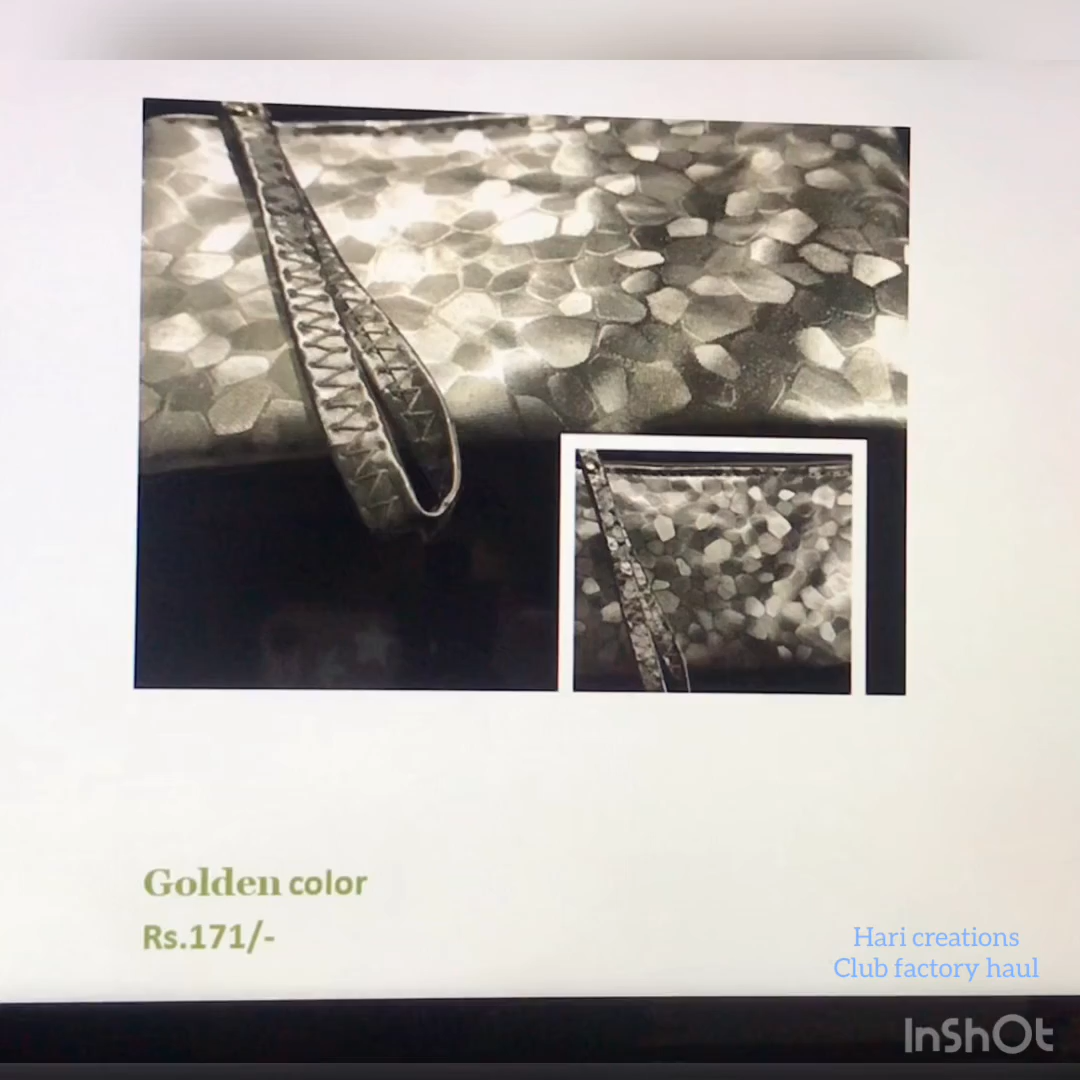 Golden color
Rs.171/-
Hari creations
Club factory haul
InShOt